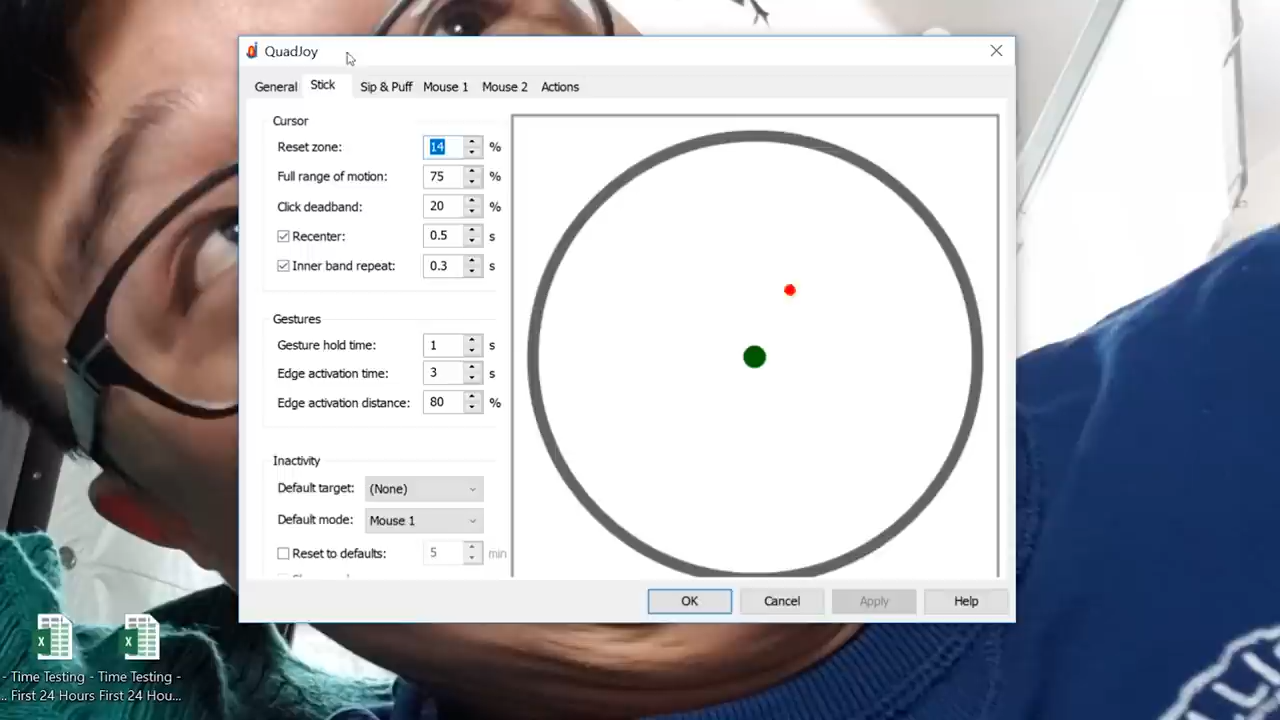 QuadJoy
General Stick Sip & Puff Mouse 1 Mouse 2 Actions
Cursor
Reset zone: 14 %
Full range of motion: 75 %
Click deadband: 20 %
Recenter: 0.5 s
Inner band repeat: 0.3 s
Gestures
Gesture hold time: 1 s
Edge activation time: 3 s
Edge activation distance: 80 %
Inactivity
Default target: (None)
Default mode: Mouse 1
Reset to defaults: 5 min
OK Cancel Apply Help
- Time Testing - Time Testing -
... First 24 Hours First 24 Hou...